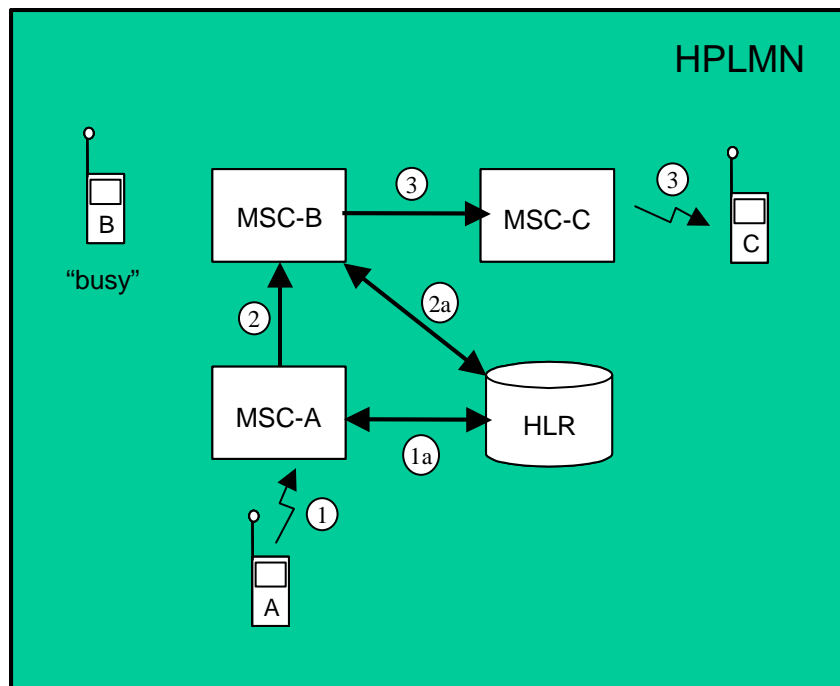 HPLMN
B
“busy”
MSC-B
3
MSC-C
3
C
2
2a
MSC-A
1a
HLR
1
A